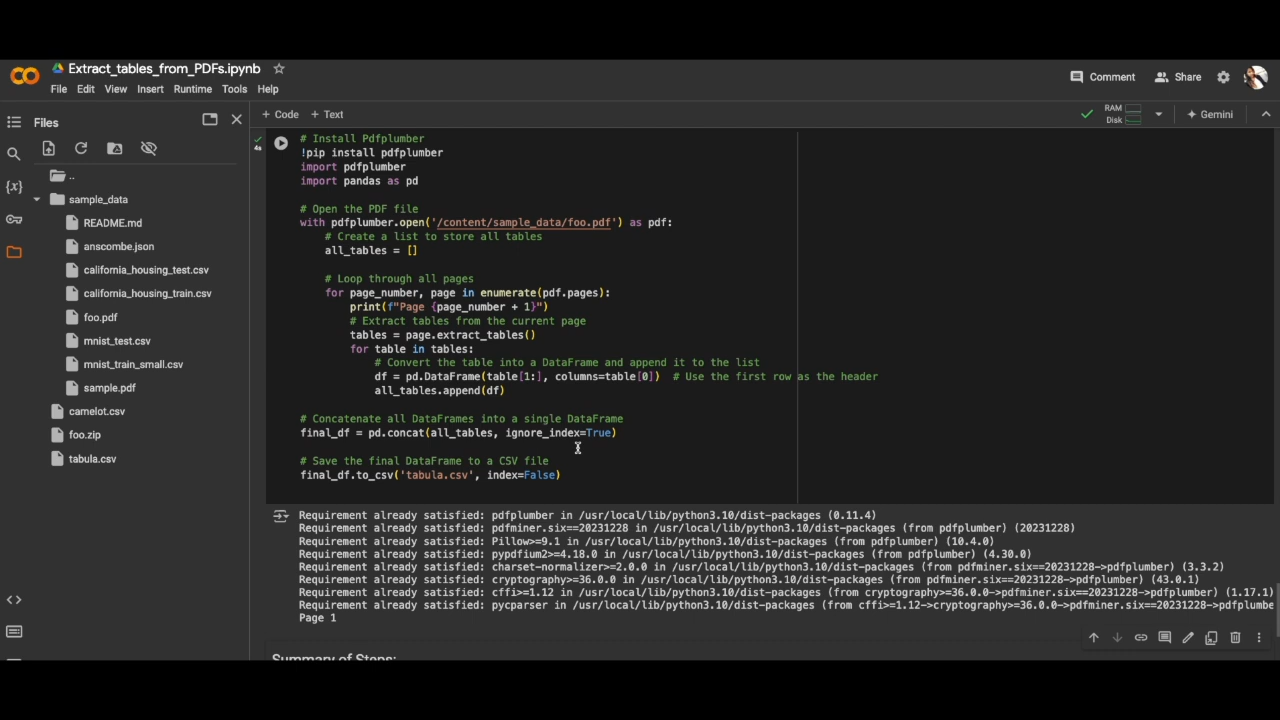 Extract_tables_from_PDFs.ipynb
File Edit View Insert Runtime Tools Help
Comment Share
Files
+ Code + Text
RAM
Disk
Gemini
..
sample_data
README.md
anscombe.json
california_housing_test.csv
california_housing_train.csv
foo.pdf
mnist_test.csv
mnist_train_small.csv
sample.pdf
camelot.csv
foo.zip
tabula.csv
4s
# Install Pdfplumber
!pip install pdfplumber
import pdfplumber
import pandas as pd
# Open the PDF file
with pdfplumber.open('/content/sample_data/foo.pdf') as pdf:
# Create a list to store all tables
all_tables = []
# Loop through all pages
for page_number, page in enumerate(pdf.pages):
print(f"Page {page_number + 1}")
# Extract tables from the current page
tables = page.extract_tables()
for table in tables:
# Convert the table into a DataFrame and append it to the list
df = pd.DataFrame(table[1:], columns=table[0]) # Use the first row as the header
all_tables.append(df)
# Concatenate all DataFrames into a single DataFrame
final_df = pd.concat(all_tables, ignore_index=True)
# Save the final DataFrame to a CSV file
final_df.to_csv('tabula.csv', index=False)
Requirement already satisfied: pdfplumber in /usr/local/lib/python3.10/dist-packages (0.11.4)
Requirement already satisfied: pdfminer.six==20231228 in /usr/local/lib/python3.10/dist-packages (from pdfplumber) (20231228)
Requirement already satisfied: Pillow>=9.1 in /usr/local/lib/python3.10/dist-packages (from pdfplumber) (10.4.0)
Requirement already satisfied: pypdfium2>=4.18.0 in /usr/local/lib/python3.10/dist-packages (from pdfplumber) (4.30.0)
Requirement already satisfied: charset-normalizer>=2.0.0 in /usr/local/lib/python3.10/dist-packages (from pdfminer.six==20231228->pdfplumber) (3.3.2)
Requirement already satisfied: cryptography>=36.0.0 in /usr/local/lib/python3.10/dist-packages (from pdfminer.six==20231228->pdfplumber) (43.0.1)
Requirement already satisfied: cffi>=1.12 in /usr/local/lib/python3.10/dist-packages (from cryptography>=36.0.0->pdfminer.six==20231228->pdfplumber) (1.17.1)
Requirement already satisfied: pycparser in /usr/local/lib/python3.10/dist-packages (from cffi>=1.12->cryptography>=36.0.0->pdfminer.six==20231228->pdfplumbe
Page 1
Summary of Steps: